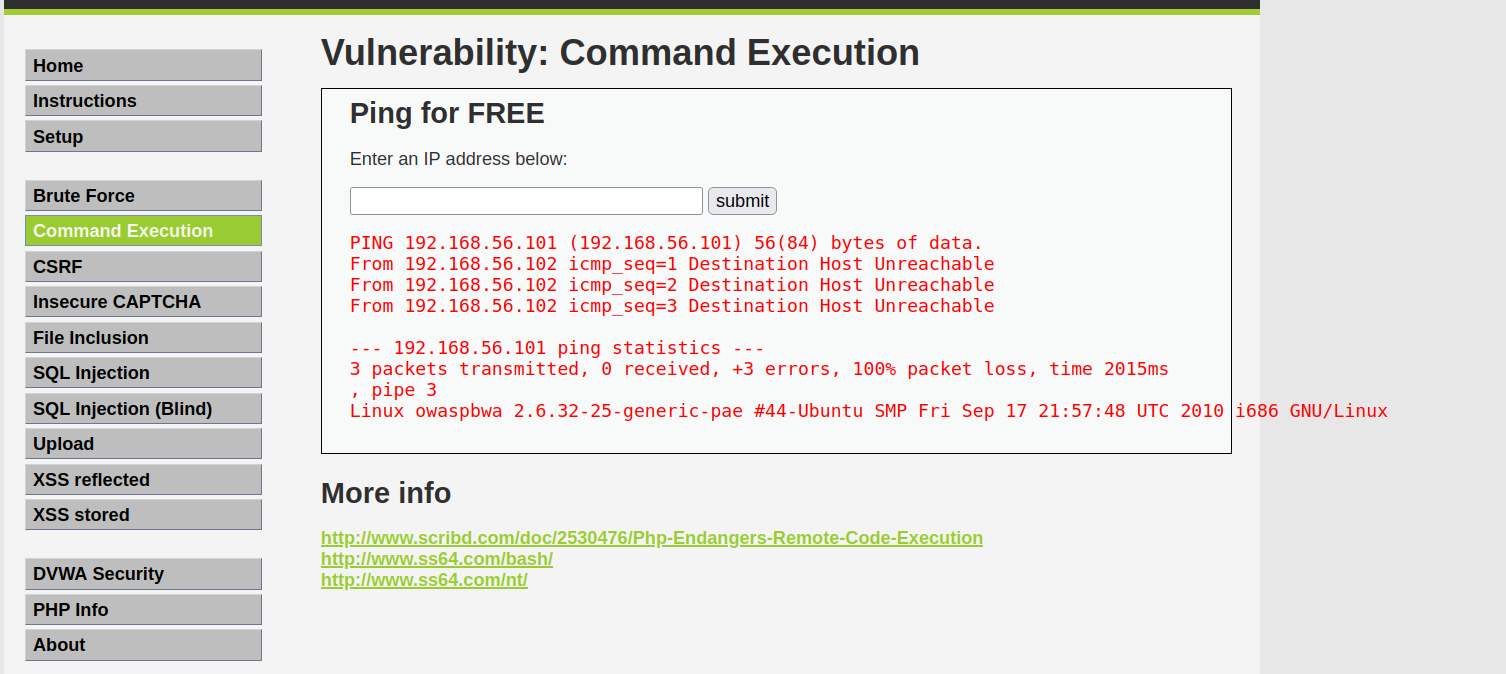 Home
Instructions
Setup
Brute Force
Command Execution
CSRF
Insecure CAPTCHA
File Inclusion
SQL Injection
SQL Injection (Blind)
Upload
XSS reflected
XSS stored
DVWA Security
PHP Info
About
Vulnerability: Command Execution
Ping for FREE
Enter an IP address below:
submit
PING 192.168.56.101 (192.168.56.101) 56(84) bytes of data.
From 192.168.56.102 icmp_seq=1 Destination Host Unreachable
From 192.168.56.102 icmp_seq=2 Destination Host Unreachable
From 192.168.56.102 icmp_seq=3 Destination Host Unreachable
--- 192.168.56.101 ping statistics ---
3 packets transmitted, 0 received, +3 errors, 100% packet loss, time 2015ms
, pipe 3
Linux owaspbwa 2.6.32-25-generic-pae #44-Ubuntu SMP Fri Sep 17 21:57:48 UTC 2010 i686 GNU/Linux
More info
http://www.scribd.com/doc/2530476/Php-Endangers-Remote-Code-Execution
http://www.ss64.com/bash/
http://www.ss64.com/nt/